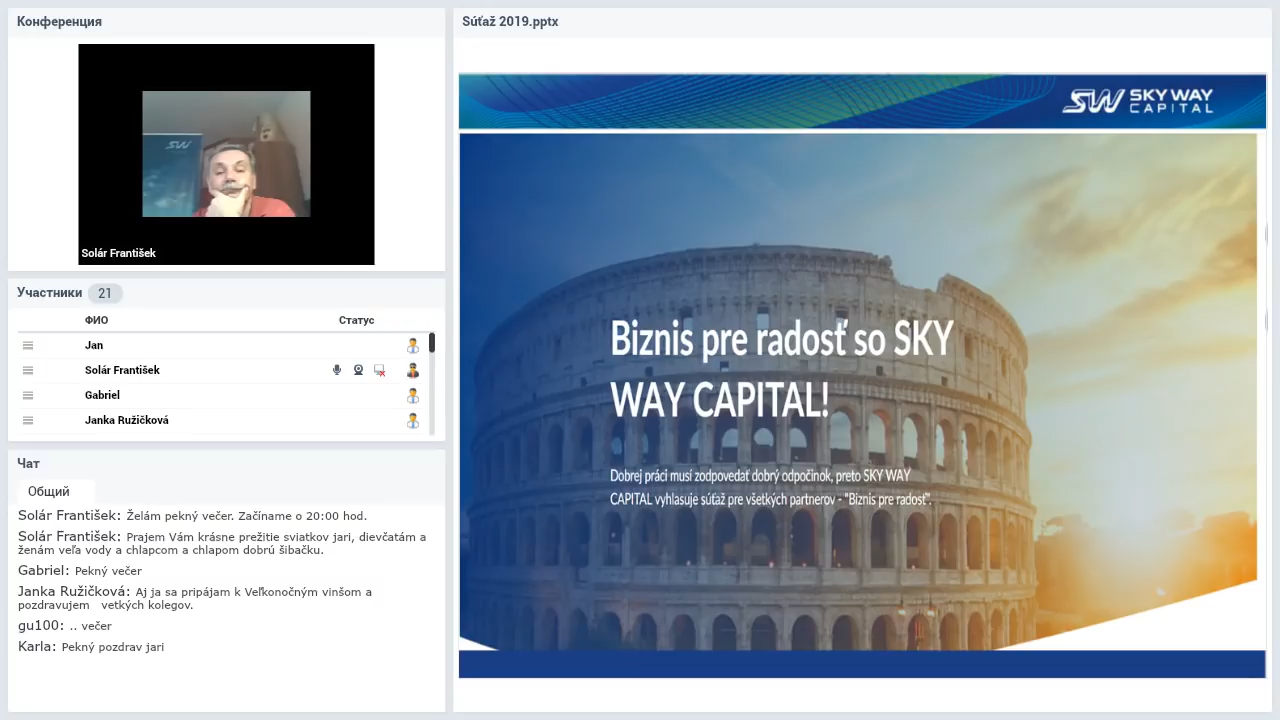 Конференция
SW
Solár František
Участники 21
ФИО Статус
Jan
Solár František
Gabriel
Janka Ružičková
Чат
Общий
Solár František: Želám pekný večer. Začíname o 20:00 hod.
Solár František: Prajem Vám krásne prežitie sviatkov jari, dievčatám a
ženám veľa vody a chlapcom a chlapom dobrú šibačku.
Gabriel: Pekný večer
Janka Ružičková: Aj ja sa pripájam k Veľkonočným vinšom a
pozdravujem vetkých kolegov.
gu100: .. večer
Karla: Pekný pozdrav jari
Súťaž 2019.pptx
SW SKY WAY
CAPITAL
Biznis pre radosť so SKY
WAY CAPITAL!
Dobrej práci musí zodpovedať dobrý odpočinok, preto SKY WAY
CAPITAL vyhlasuje súťaž pre všetkých partnerov - "Biznis pre radosť".